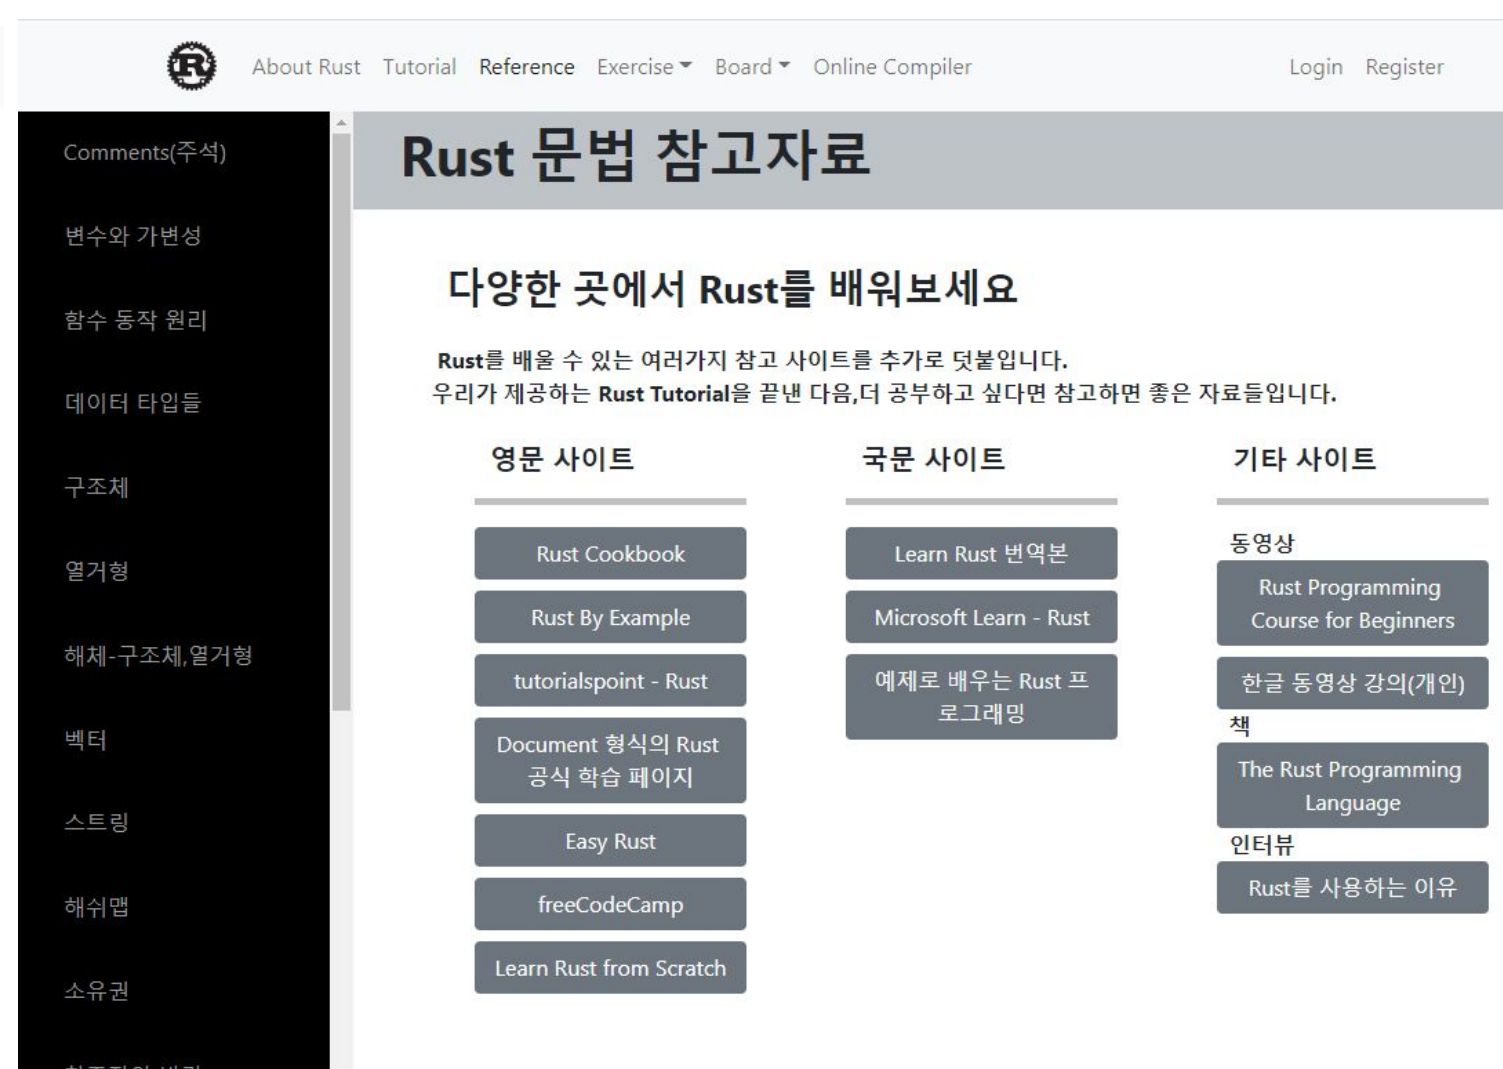 R
About Rust Tutorial Reference Exercise Board Online Compiler Login Register
Comments(주석)
변수와 가변성
함수 동작 원리
데이터 타입들
구조체
열거형
해체-구조체,열거형
벡터
스트링
해쉬맵
소유권
Rust 문법 참고자료
다양한 곳에서 Rust를 배워보세요
Rust를 배울 수 있는 여러가지 참고 사이트를 추가로 덧붙입니다.
우리가 제공하는 Rust Tutorial을 끝낸 다음,더 공부하고 싶다면 참고하면 좋은 자료들입니다.
영문 사이트
Rust Cookbook
Rust By Example
tutorialspoint - Rust
Document 형식의 Rust
공식 학습 페이지
Easy Rust
freeCodeCamp
Learn Rust from Scratch
국문 사이트
Learn Rust 번역본
Microsoft Learn - Rust
예제로 배우는 Rust 프
로그래밍
기타 사이트
동영상
Rust Programming
Course for Beginners
한글 동영상 강의(개인)
책
The Rust Programming
Language
인터뷰
Rust를 사용하는 이유